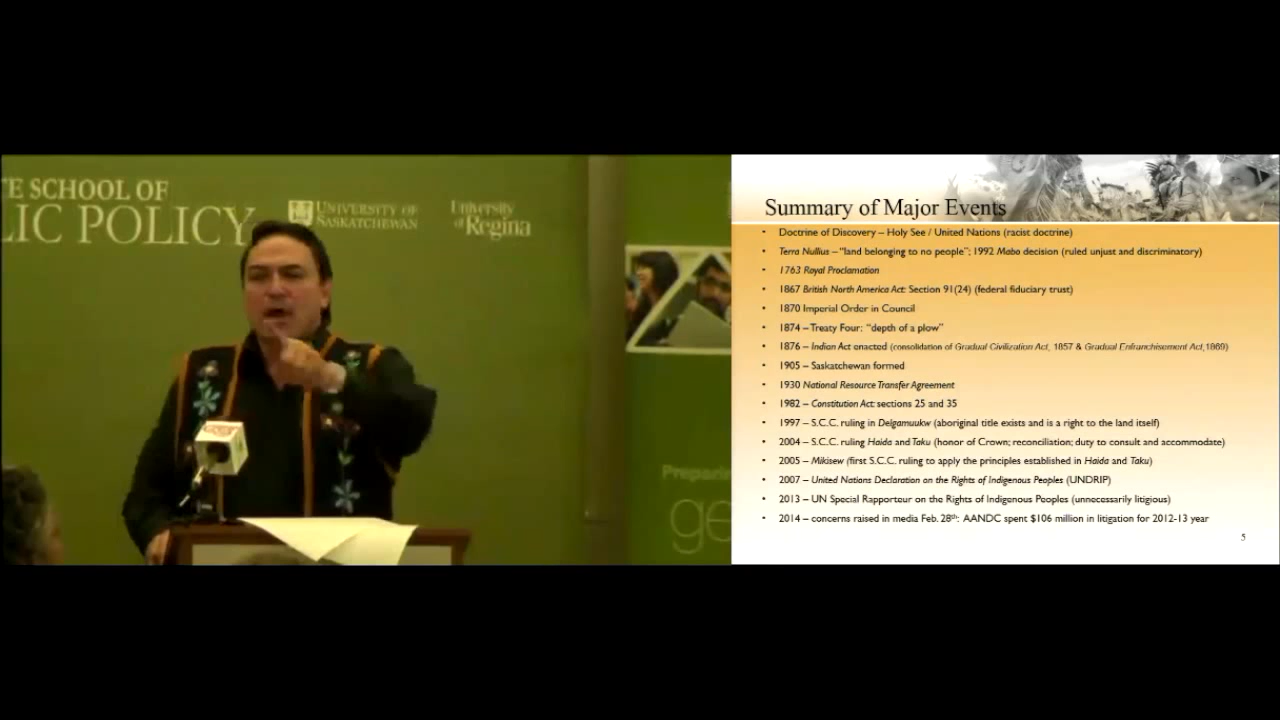 TE SCHOOL OF
LIC POLICY
UNIVERSITY OF
SASKATCHEWAN
University
of Regina
Preparing
ge
Summary of Major Events
• Doctrine of Discovery – Holy See / United Nations (racist doctrine)
• Terra Nullius – “land belonging to no people”; 1992 Mabo decision (ruled unjust and discriminatory)
• 1763 Royal Proclamation
• 1867 British North America Act: Section 91(24) (federal fiduciary trust)
• 1870 Imperial Order in Council
• 1874 – Treaty Four: “depth of a plow”
• 1876 – Indian Act enacted (consolidation of Gradual Civilization Act, 1857 & Gradual Enfranchisement Act,1869)
• 1905 – Saskatchewan formed
• 1930 National Resource Transfer Agreement
• 1982 – Constitution Act: sections 25 and 35
• 1997 – S.C.C. ruling in Delgamuukw (aboriginal title exists and is a right to the land itself)
• 2004 – S.C.C. ruling Haida and Taku (honor of Crown; reconciliation; duty to consult and accommodate)
• 2005 – Mikisew (first S.C.C. ruling to apply the principles established in Haida and Taku)
• 2007 – United Nations Declaration on the Rights of Indigenous Peoples (UNDRIP)
• 2013 – UN Special Rapporteur on the Rights of Indigenous Peoples (unnecessarily litigious)
• 2014 – concerns raised in media Feb. 28th: AANDC spent $106 million in litigation for 2012-13 year
5